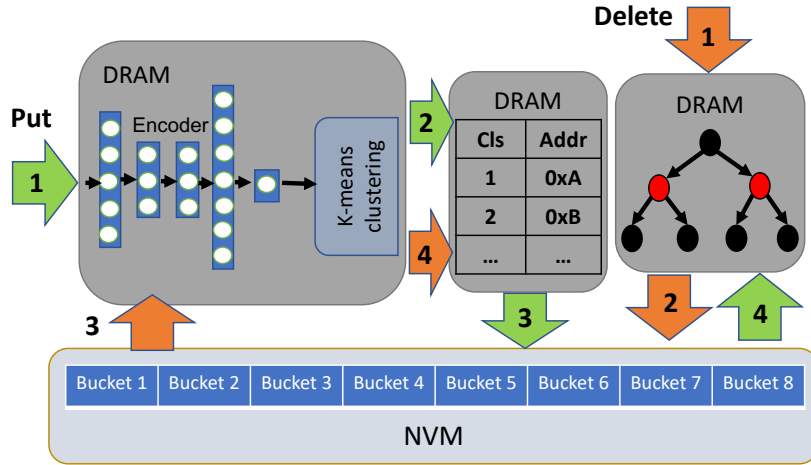 Delete
1
DRAM
Put
1
Encoder
K-means
clustering
2
4
DRAM
Cls Addr
1 0xA
2 0xB
... ...
DRAM
3
3
2
4
Bucket 1 Bucket 2 Bucket 3 Bucket 4 Bucket 5 Bucket 6 Bucket 7 Bucket 8
NVM